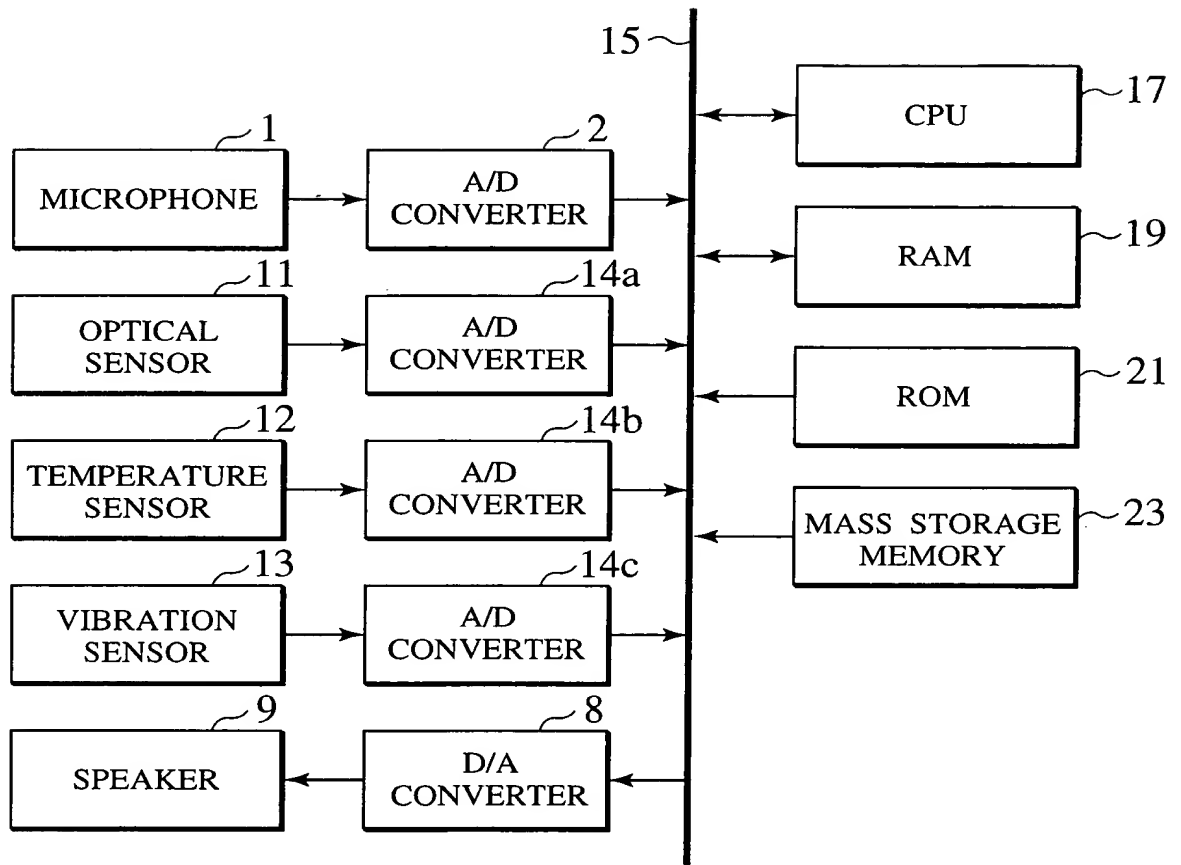 15
CPU
17
1
2
MICROPHONE
A/D
CONVERTER
RAM
19
11
14a
OPTICAL
SENSOR
A/D
CONVERTER
ROM
21
12
14b
TEMPERATURE
SENSOR
A/D
CONVERTER
MASS STORAGE
MEMORY
23
13
14c
VIBRATION
SENSOR
A/D
CONVERTER
9
8
SPEAKER
D/A
CONVERTER